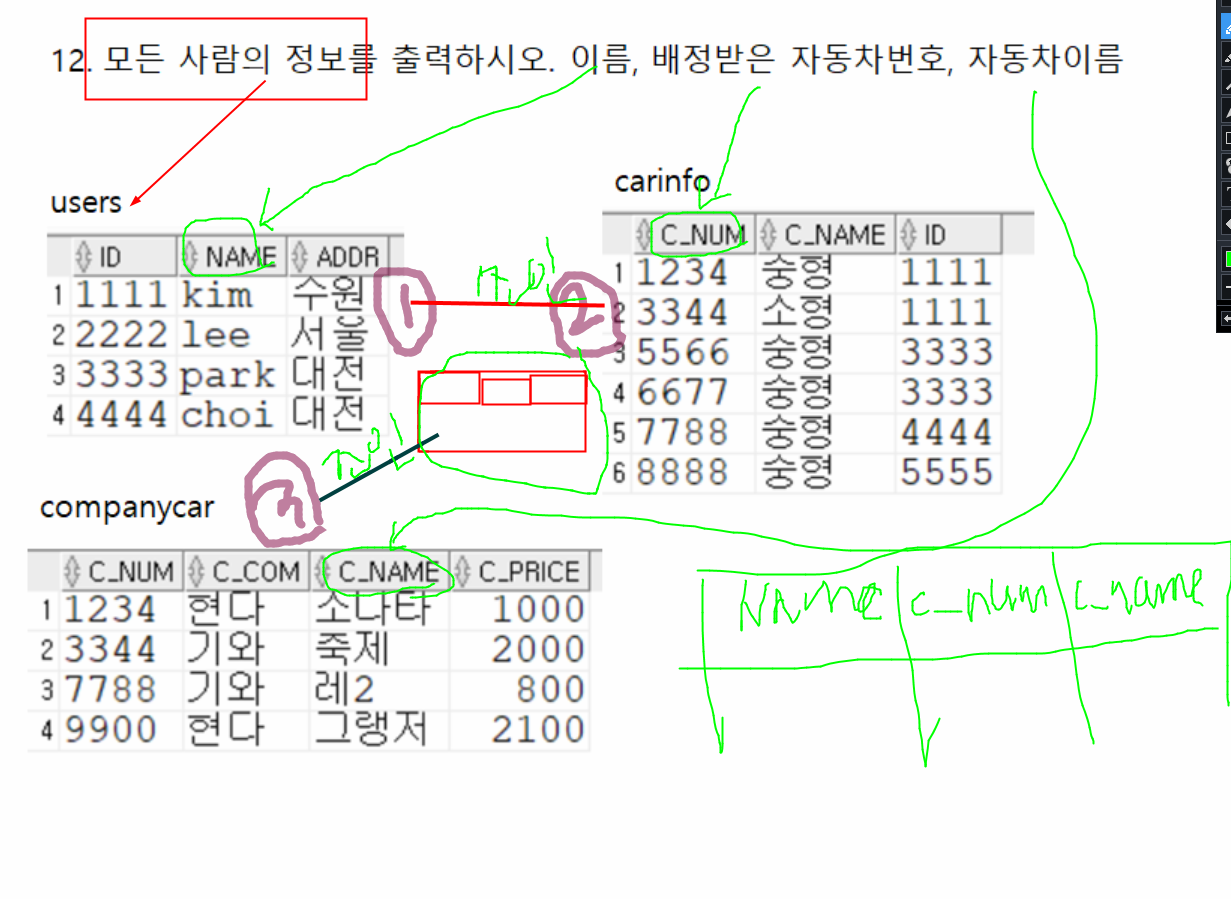 12. 모든 사람의 정보를 출력하시오. 이름, 배정받은 자동차번호, 자동차이름
users
ID NAME ADDR
1 1111 kim 수원
2 2222 lee 서울
3 3333 park 대전
4 4444 choi 대전
1
2
carinfo
C_NUM C_NAME ID
1 1234 숭형 1111
2 3344 소형 1111
3 5566 숭형 3333
4 6677 숭형 3333
5 7788 숭형 4444
6 8888 숭형 5555
3
companycar
C_NUM C_COM C_NAME C_PRICE
1 1234 현다 소나타 1000
2 3344 기와 죽제 2000
3 7788 기와 레2 800
4 9900 현다 그랭저 2100
Name c_num c_name